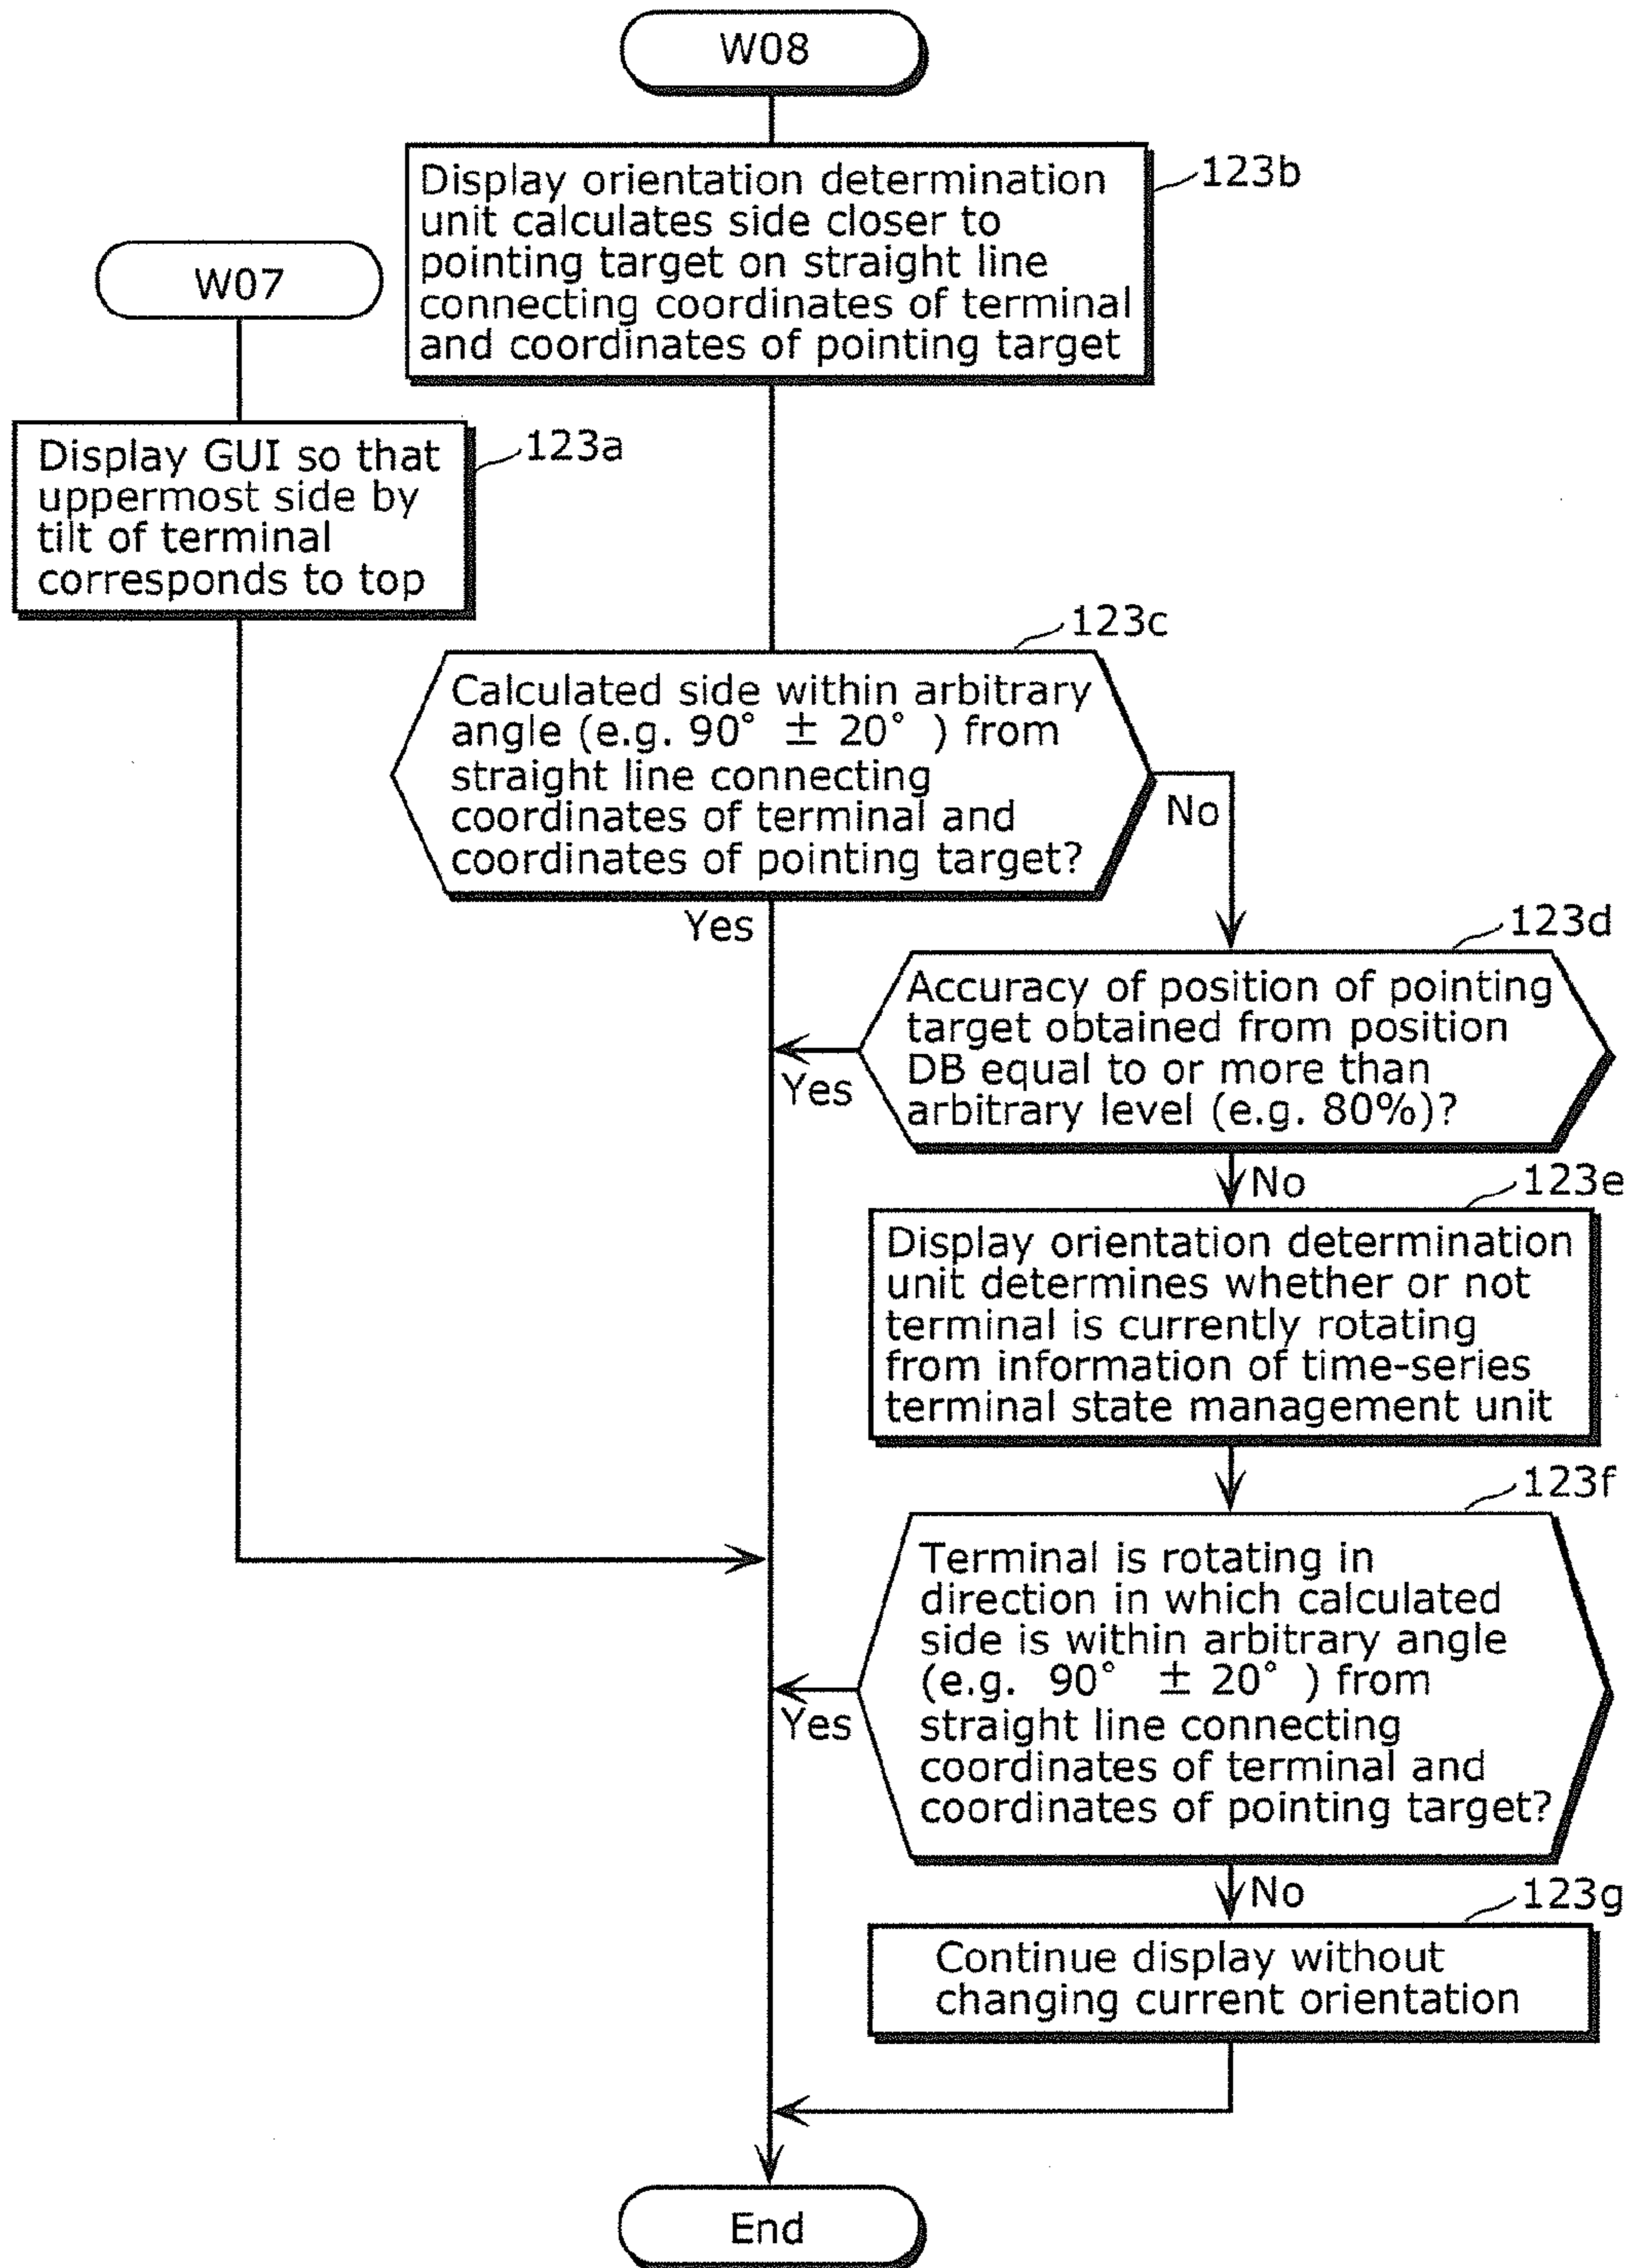 W08
Display orientation determination
unit calculates side closer to
pointing target on straight line
connecting coordinates of terminal
and coordinates of pointing target
123b
W07
Display GUI so that
uppermost side by
tilt of terminal
corresponds to top
123a
123c
Calculated side within arbitrary
angle (e.g. 90° ± 20° ) from
straight line connecting
coordinates of terminal and
coordinates of pointing target?
No
Yes
123d
Accuracy of position of pointing
target obtained from position
DB equal to or more than
arbitrary level (e.g. 80%)?
Yes
No
123e
Display orientation determination
unit determines whether or not
terminal is currently rotating
from information of time-series
terminal state management unit
123f
Terminal is rotating in
direction in which calculated
side is within arbitrary angle
(e.g. 90° ± 20° ) from
straight line connecting
coordinates of terminal and
coordinates of pointing target?
Yes
No
123g
Continue display without
changing current orientation
End